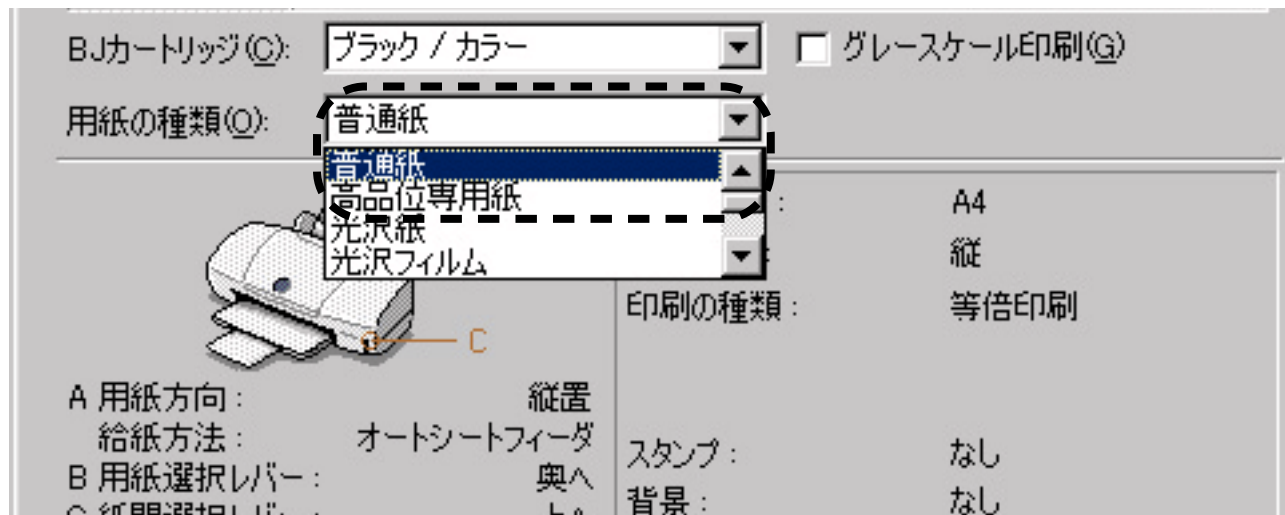 BJカートリッジ(C): ブラック / カラー グレースケール印刷(G)
用紙の種類(O): 普通紙
普通紙
高品位専用紙
光沢紙
光沢フィルム
: A4
: 縦
印刷の種類 : 等倍印刷
C
A 用紙方向 : 縦置
給紙方法 : オートシートフィーダ
B 用紙選択レバー : 奥へ
スタンプ : なし
背景 : なし